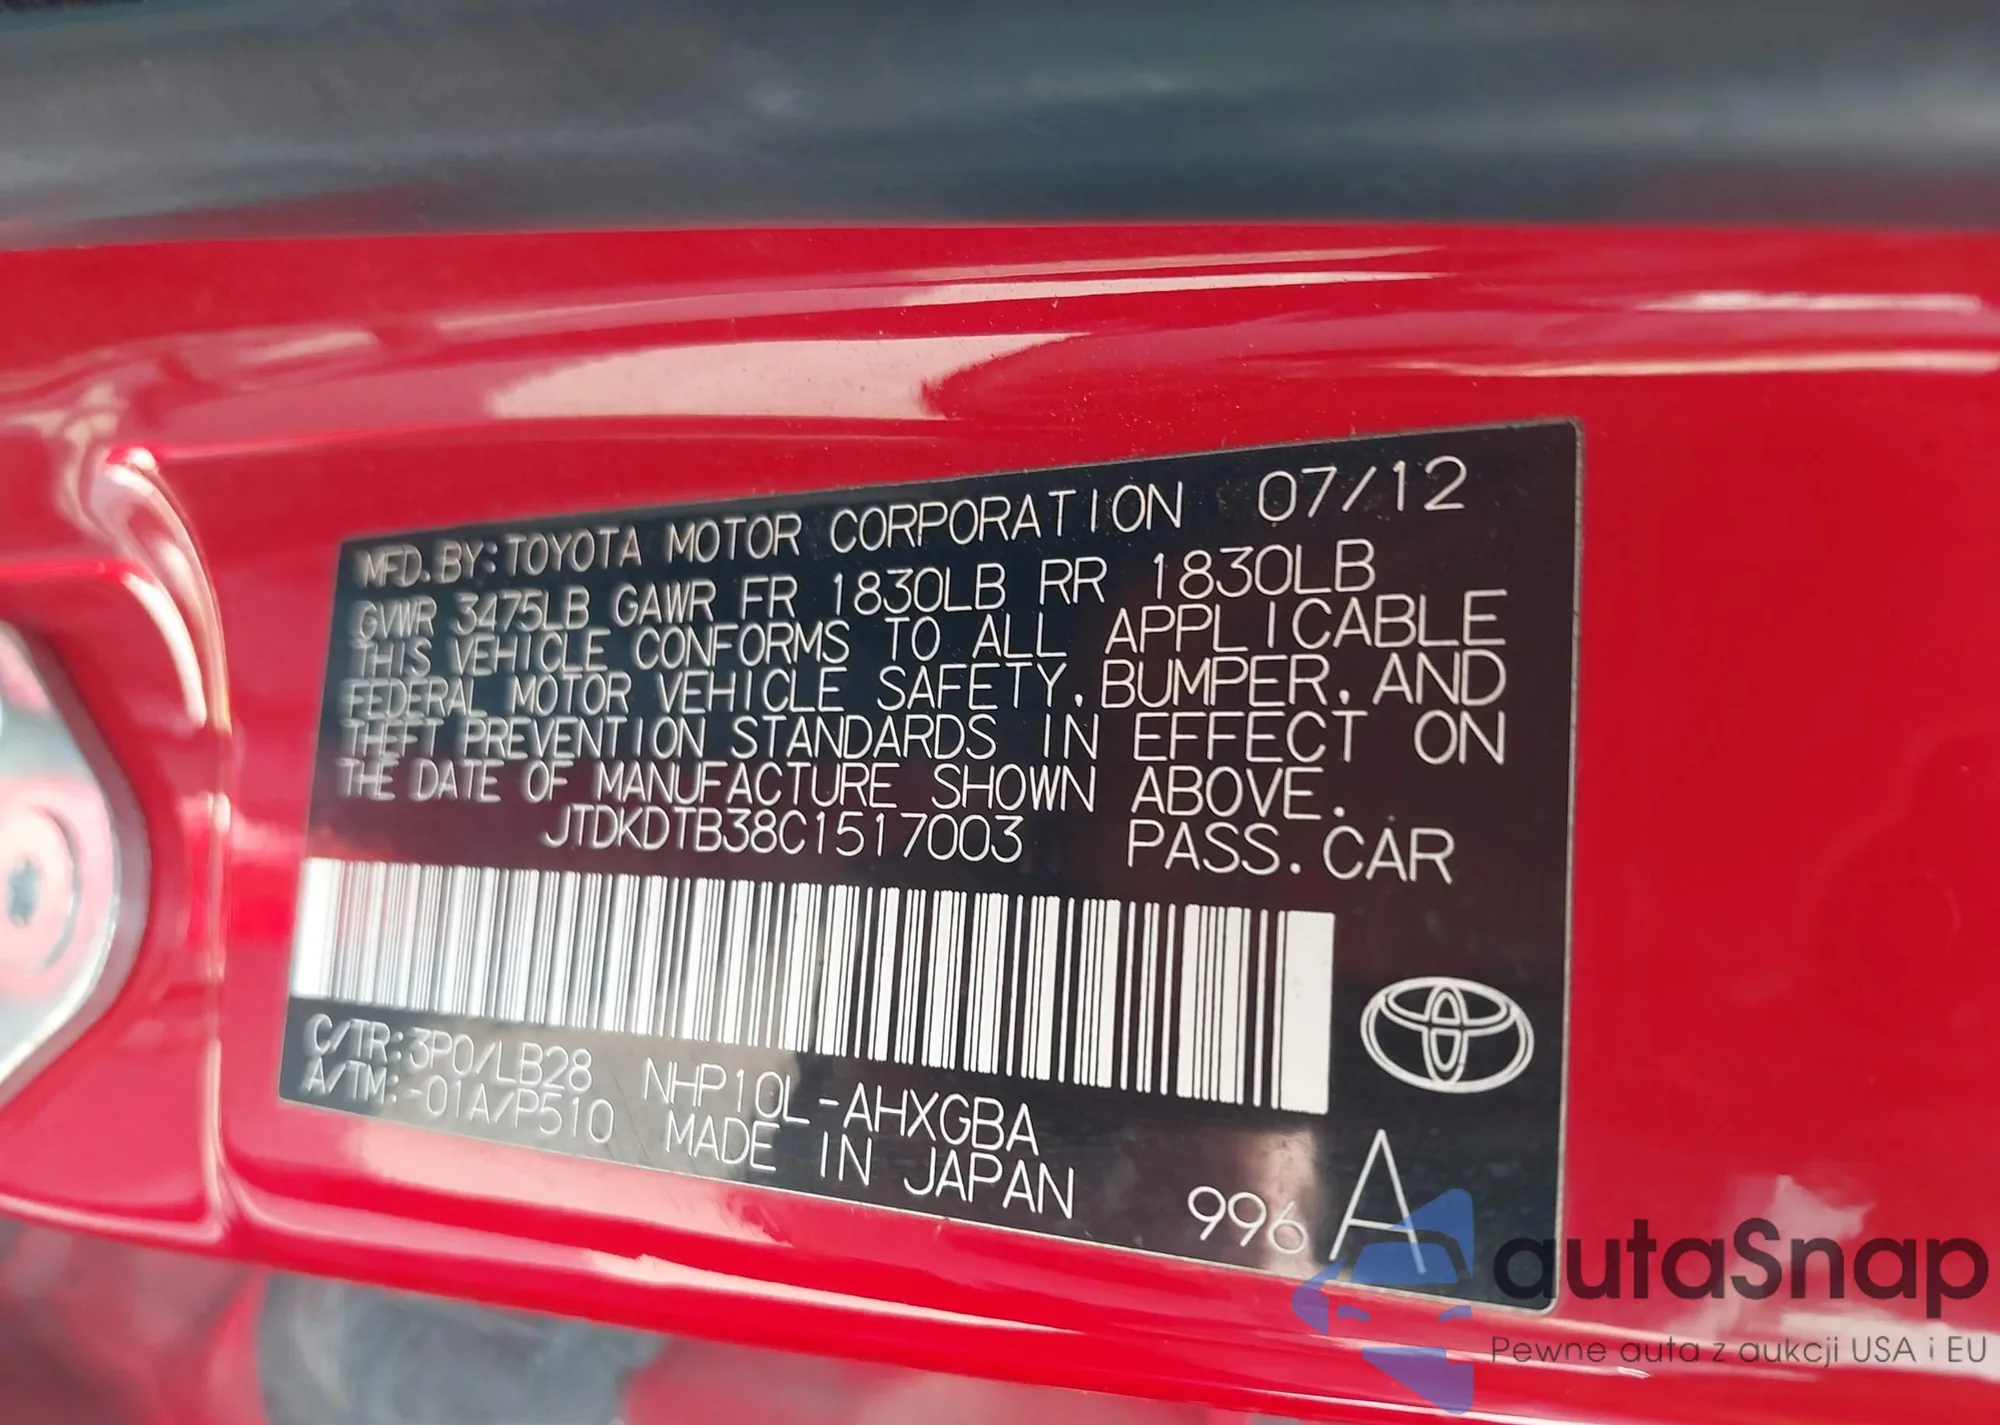 MFD.BY:TOYOTA MOTOR CORPORATION 07/12
GVWR 3475LB GAWR FR 1830LB RR 1830LB
THIS VEHICLE CONFORMS TO ALL APPLICABLE
FEDERAL MOTOR VEHICLE SAFETY,BUMPER,AND
THEFT PREVENTION STANDARDS IN EFFECT ON
THE DATE OF MANUFACTURE SHOWN ABOVE.
JTDKDTB38C1517003 PASS.CAR
C/TR:3P0/LB28 NHP10L-AHXGBA
A/TM:-01A/P510 MADE IN JAPAN
996 A
autaSnap
Pewne auta z aukcji USA i EU